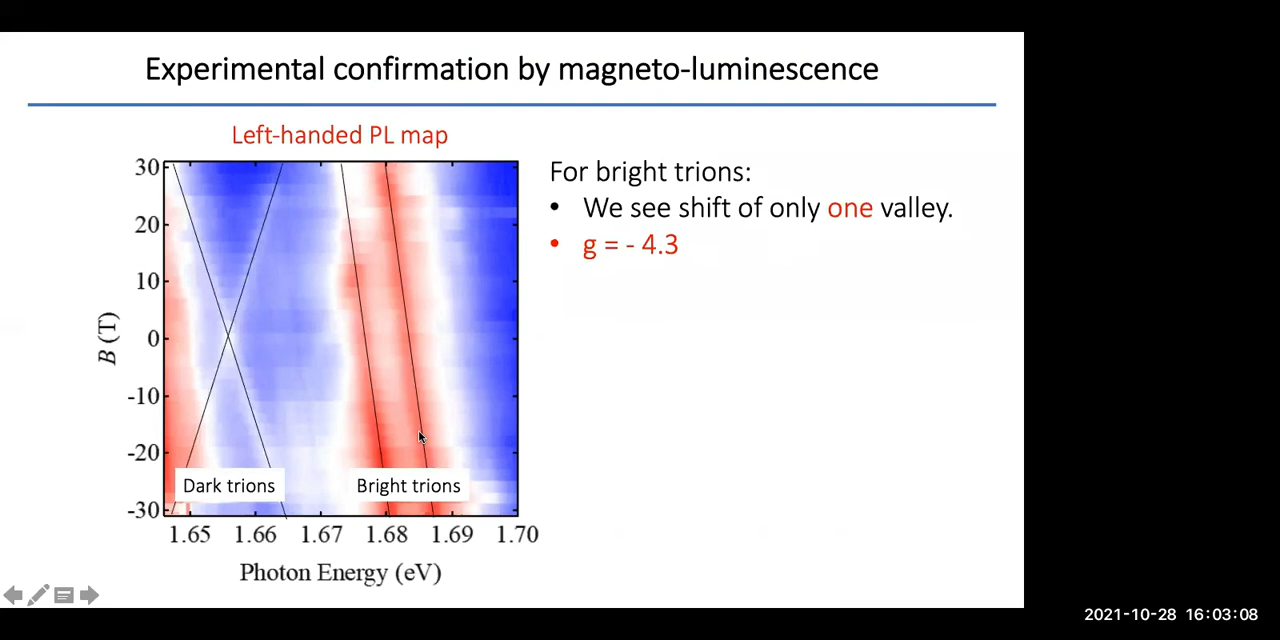 Experimental confirmation by magneto-luminescence
Left-handed PL map
30
20
10
0
-10
-20
-30
B (T)
Dark trions
Bright trions
1.65 1.66 1.67 1.68 1.69 1.70
Photon Energy (eV)
For bright trions:
• We see shift of only one valley.
• g = - 4.3
2021-10-28 16:03:08